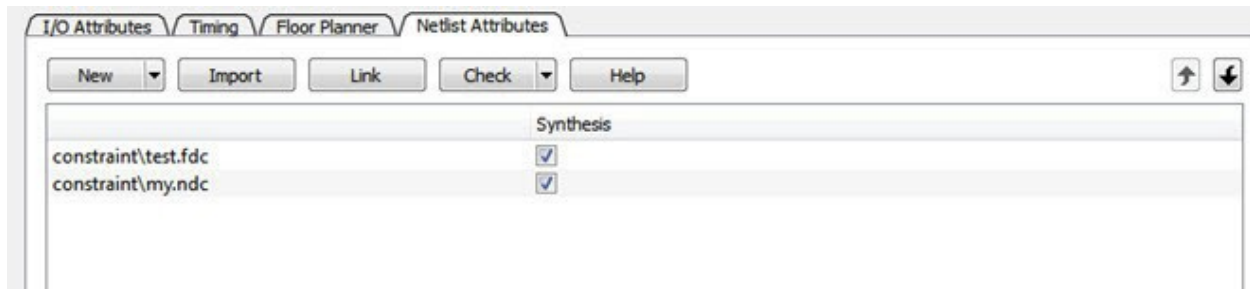 I/O Attributes Timing Floor Planner Netlist Attributes
New Import Link Check Help
Synthesis
constraint\test.fdc
constraint\my.ndc